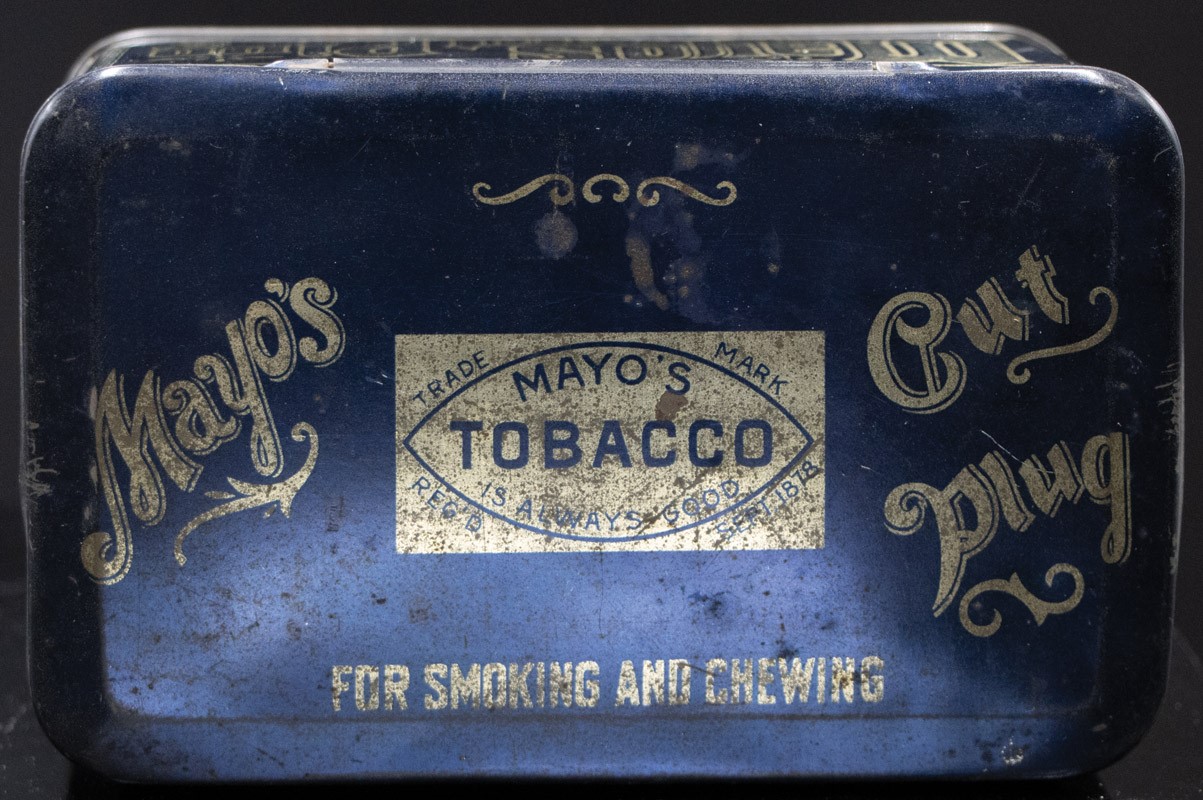 Mayo's
Cut
Plug
TRADE MARK
MAYO'S
TOBACCO
IS ALWAYS GOOD
REG'D SEPT. 1878
FOR SMOKING AND CHEWING